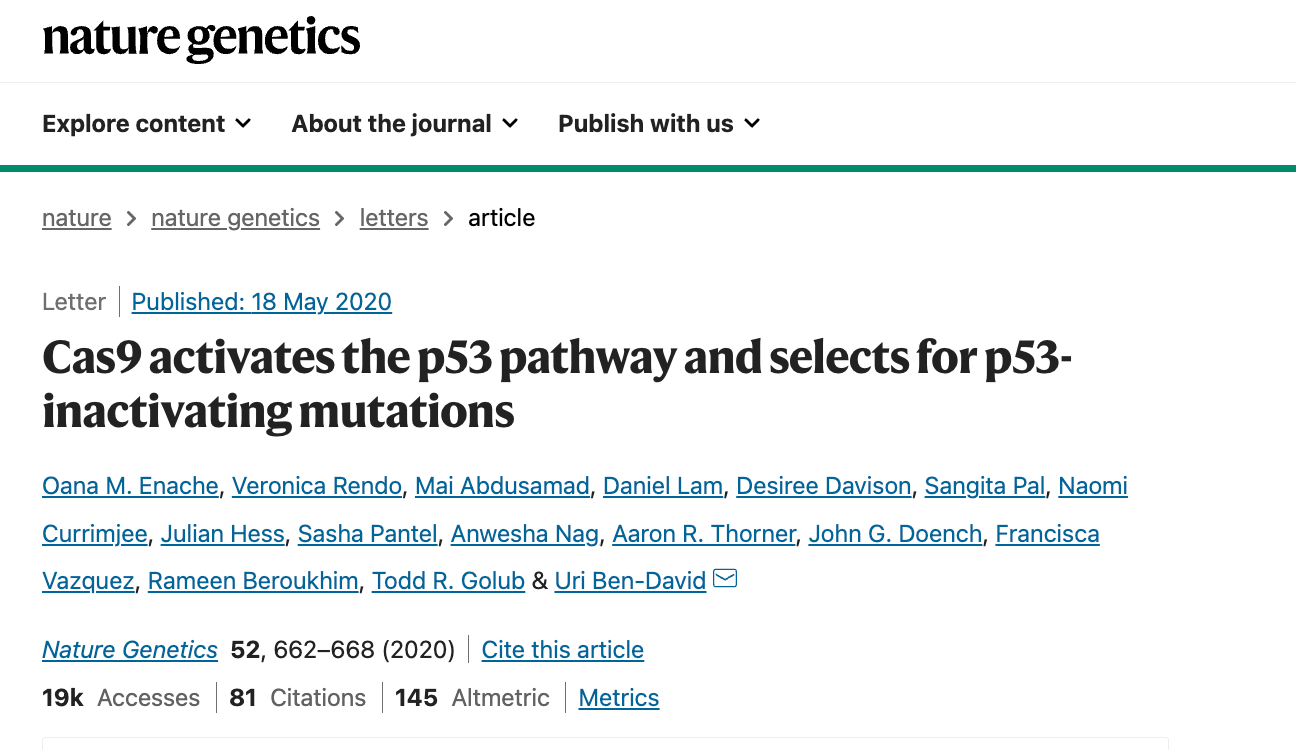 nature genetics
Explore content About the journal Publish with us
nature > nature genetics > letters > article
Letter | Published: 18 May 2020
Cas9 activates the p53 pathway and selects for p53-
inactivating mutations
Oana M. Enache, Veronica Rendo, Mai Abdusamad, Daniel Lam, Desiree Davison, Sangita Pal, Naomi
Currimjee, Julian Hess, Sasha Pantel, Anwesha Nag, Aaron R. Thorner, John G. Doench, Francisca
Vazquez, Rameen Beroukhim, Todd R. Golub & Uri Ben-David
Nature Genetics 52, 662–668 (2020) | Cite this article
19k Accesses | 81 Citations | 145 Altmetric | Metrics